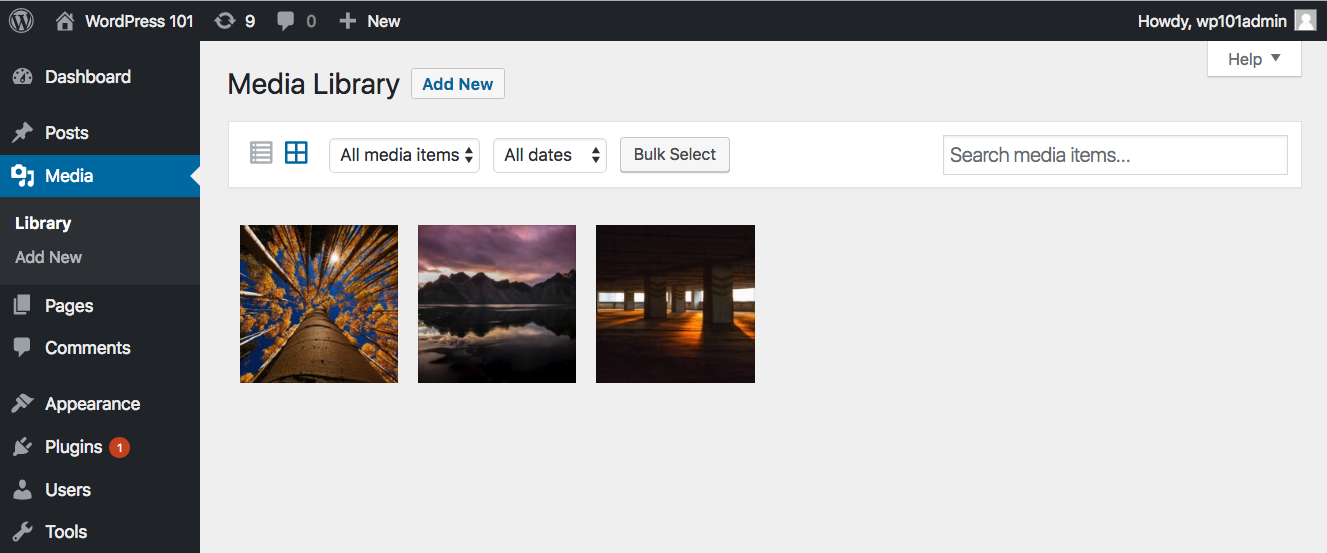 WordPress 101 9 0 New Howdy, wp101admin
Help
Dashboard
Posts
Media
Library
Add New
Pages
Comments
Appearance
Plugins 1
Users
Tools
Media Library Add New
All media items All dates Bulk Select Search media items...